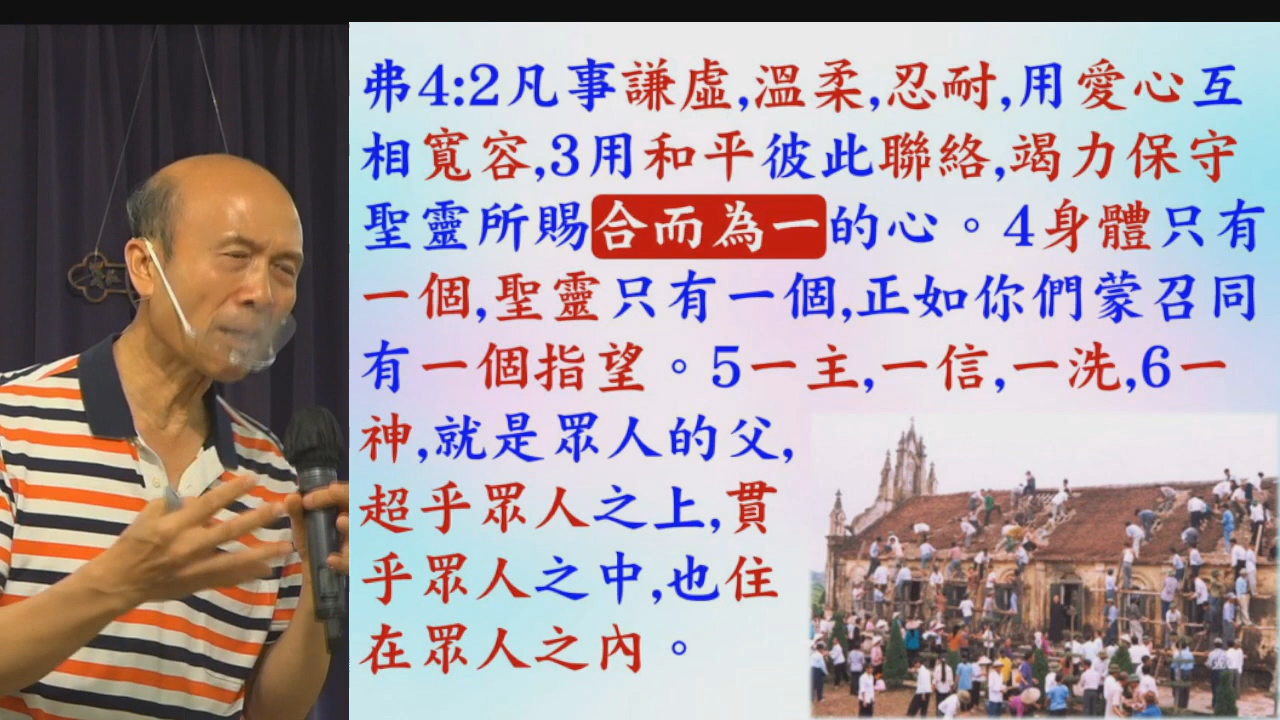 弗4:2凡事謙虛,溫柔,忍耐,用愛心互
相寬容,3用和平彼此聯絡,竭力保守
聖靈所賜合而為一的心。4身體只有
一個,聖靈只有一個,正如你們蒙召同
有一個指望。5一主,一信,一洗,6一
神,就是眾人的父,
超乎眾人之上,貫
乎眾人之中,也住
在眾人之內。